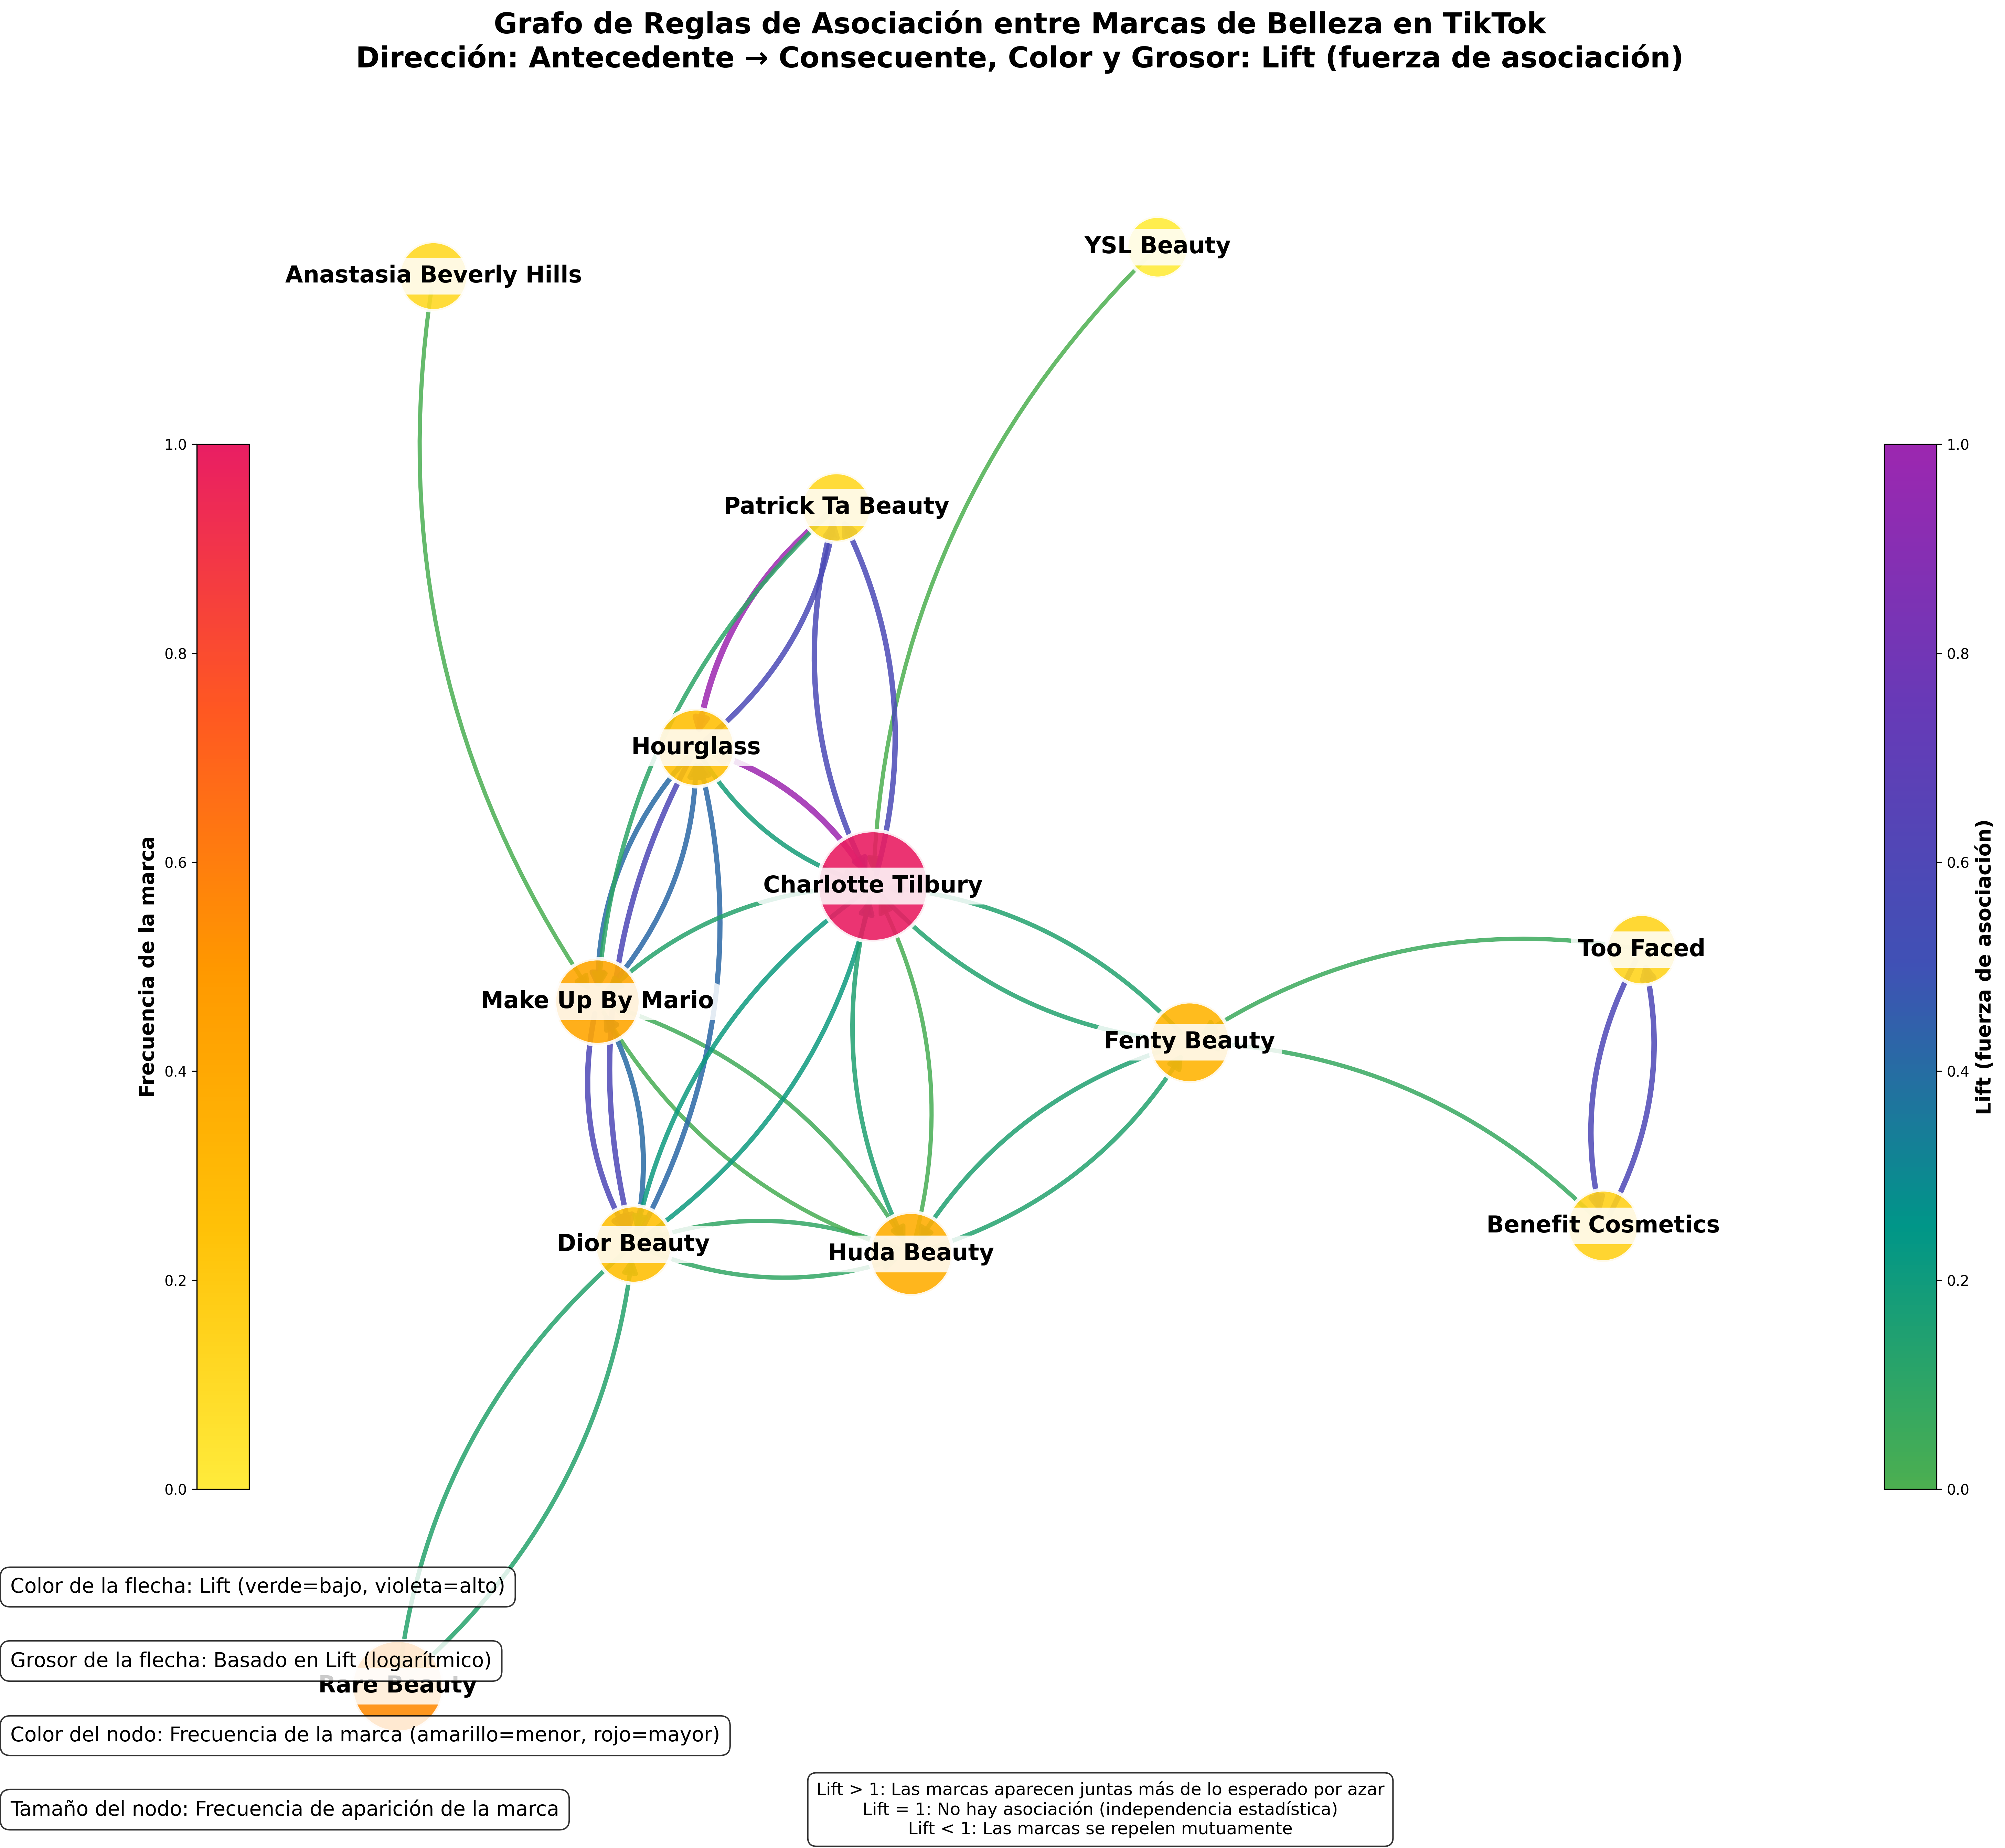 Grafo de Reglas de Asociación entre Marcas de Belleza en TikTok
Dirección: Antecedente → Consecuente, Color y Grosor: Lift (fuerza de asociación)
YSL Beauty
Anastasia Beverly Hills
Patrick Ta Beauty
Hourglass
Charlotte Tilbury
Too Faced
Make Up By Mario
Fenty Beauty
Benefit Cosmetics
Dior Beauty
Huda Beauty
Rare Beauty
Frecuencia de la marca
1.0
0.8
0.6
0.4
0.2
0.0
Lift (fuerza de asociación)
1.0
0.8
0.6
0.4
0.2
0.0
Color de la flecha: Lift (verde=bajo, violeta=alto)
Grosor de la flecha: Basado en Lift (logarítmico)
Color del nodo: Frecuencia de la marca (amarillo=menor, rojo=mayor)
Tamaño del nodo: Frecuencia de aparición de la marca
Lift > 1: Las marcas aparecen juntas más de lo esperado por azar
Lift = 1: No hay asociación (independencia estadística)
Lift < 1: Las marcas se repelen mutuamente